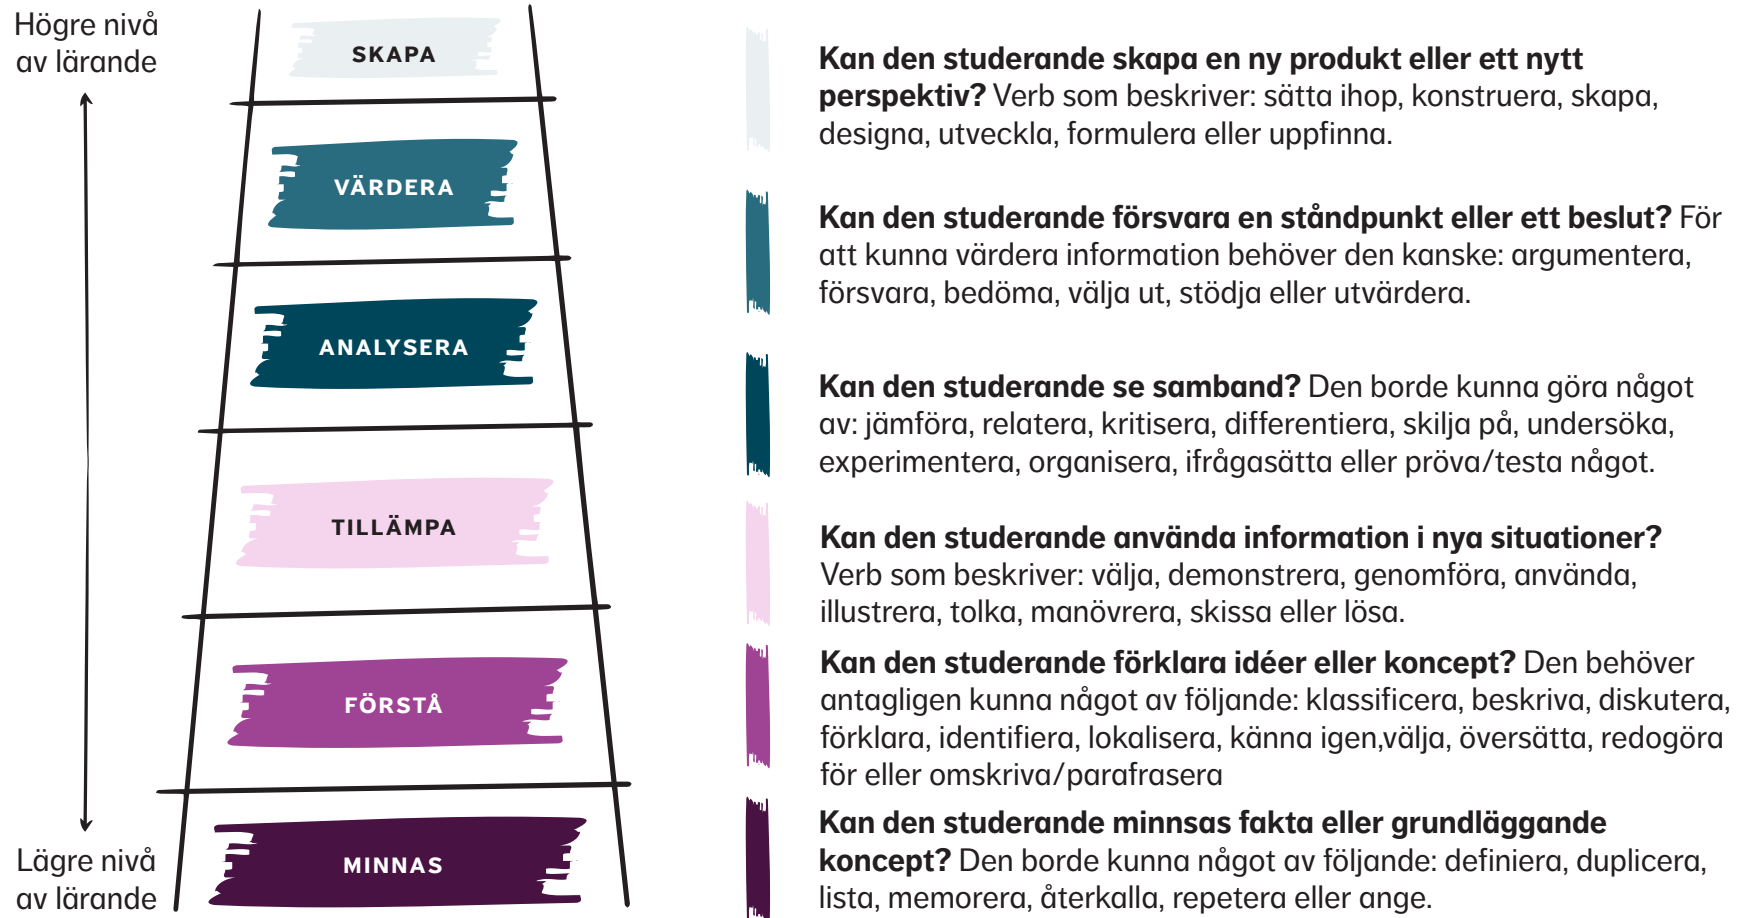 Högre nivå
av lärande
SKAPA
VÄRDERA
ANALYSERA
TILLÄMPA
FÖRSTÅ
MINNAS
Lägre nivå
av lärande
Kan den studerande skapa en ny produkt eller ett nytt
perspektiv? Verb som beskriver: sätta ihop, konstruera, skapa,
designa, utveckla, formulera eller uppfinna.
Kan den studerande försvara en ståndpunkt eller ett beslut? För
att kunna värdera information behöver den kanske: argumentera,
försvara, bedöma, välja ut, stödja eller utvärdera.
Kan den studerande se samband? Den borde kunna göra något
av: jämföra, relatera, kritisera, differentiera, skilja på, undersöka,
experimentera, organisera, ifrågasätta eller pröva/testa något.
Kan den studerande använda information i nya situationer?
Verb som beskriver: välja, demonstrera, genomföra, använda,
illustrera, tolka, manövrera, skissa eller lösa.
Kan den studerande förklara idéer eller koncept? Den behöver
antagligen kunna något av följande: klassificera, beskriva, diskutera,
förklara, identifiera, lokalisera, känna igen,välja, översätta, redogöra
för eller omskriva/parafrasera
Kan den studerande minnsas fakta eller grundläggande
koncept? Den borde kunna något av följande: definiera, duplicera,
lista, memorera, återkalla, repetera eller ange.